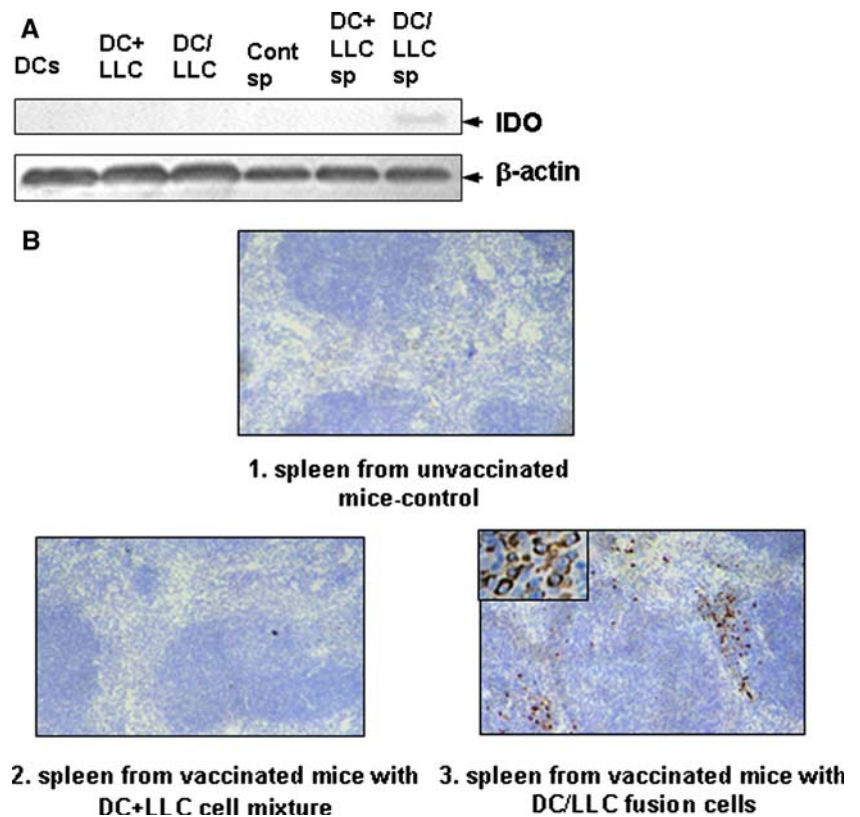 A
DCs
DC+
LLC
DC/
LLC
Cont
sp
DC+
LLC
sp
DC/
LLC
sp
IDO
β-actin
B
1. spleen from unvaccinated
mice-control
2. spleen from vaccinated mice with
DC+LLC cell mixture
3. spleen from vaccinated mice with
DC/LLC fusion cells